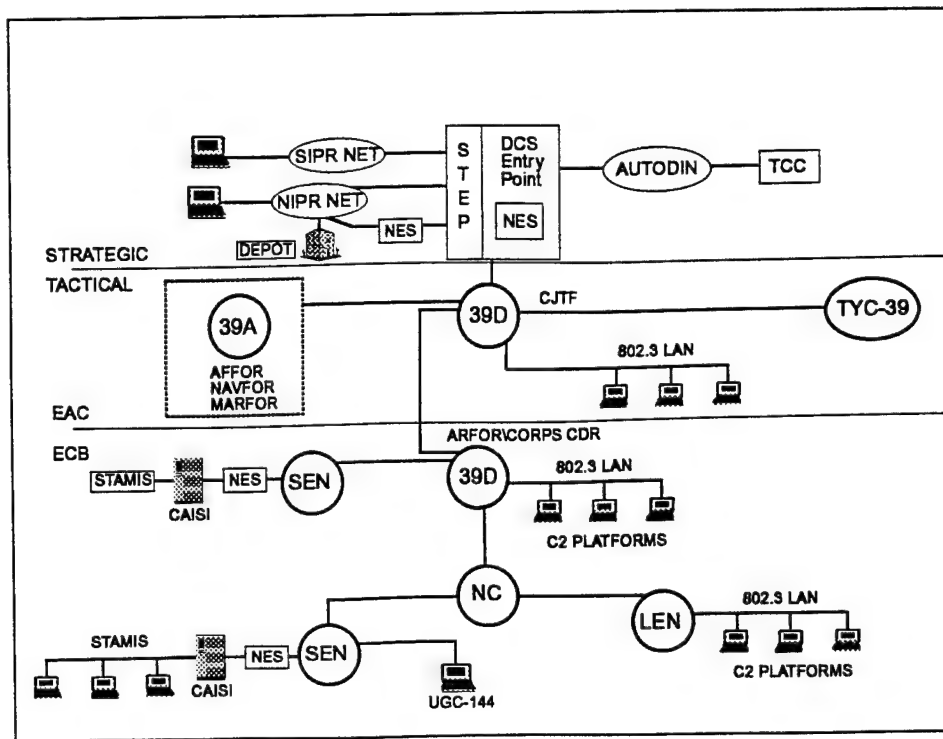 SIPR NET
S
T
E
P
DCS
Entry
Point
NES
AUTODIN
TCC
NIPR NET
NES
DEPOT
STRATEGIC
TACTICAL
39A
AFFOR
NAVFOR
MARFOR
39D
CJTF
TYC-39
802.3 LAN
EAC
ECB
ARFOR\CORPS CDR
STAMIS
CAISI
NES
SEN
39D
802.3 LAN
C2 PLATFORMS
NC
LEN
802.3 LAN
C2 PLATFORMS
STAMIS
CAISI
NES
SEN
UGC-144